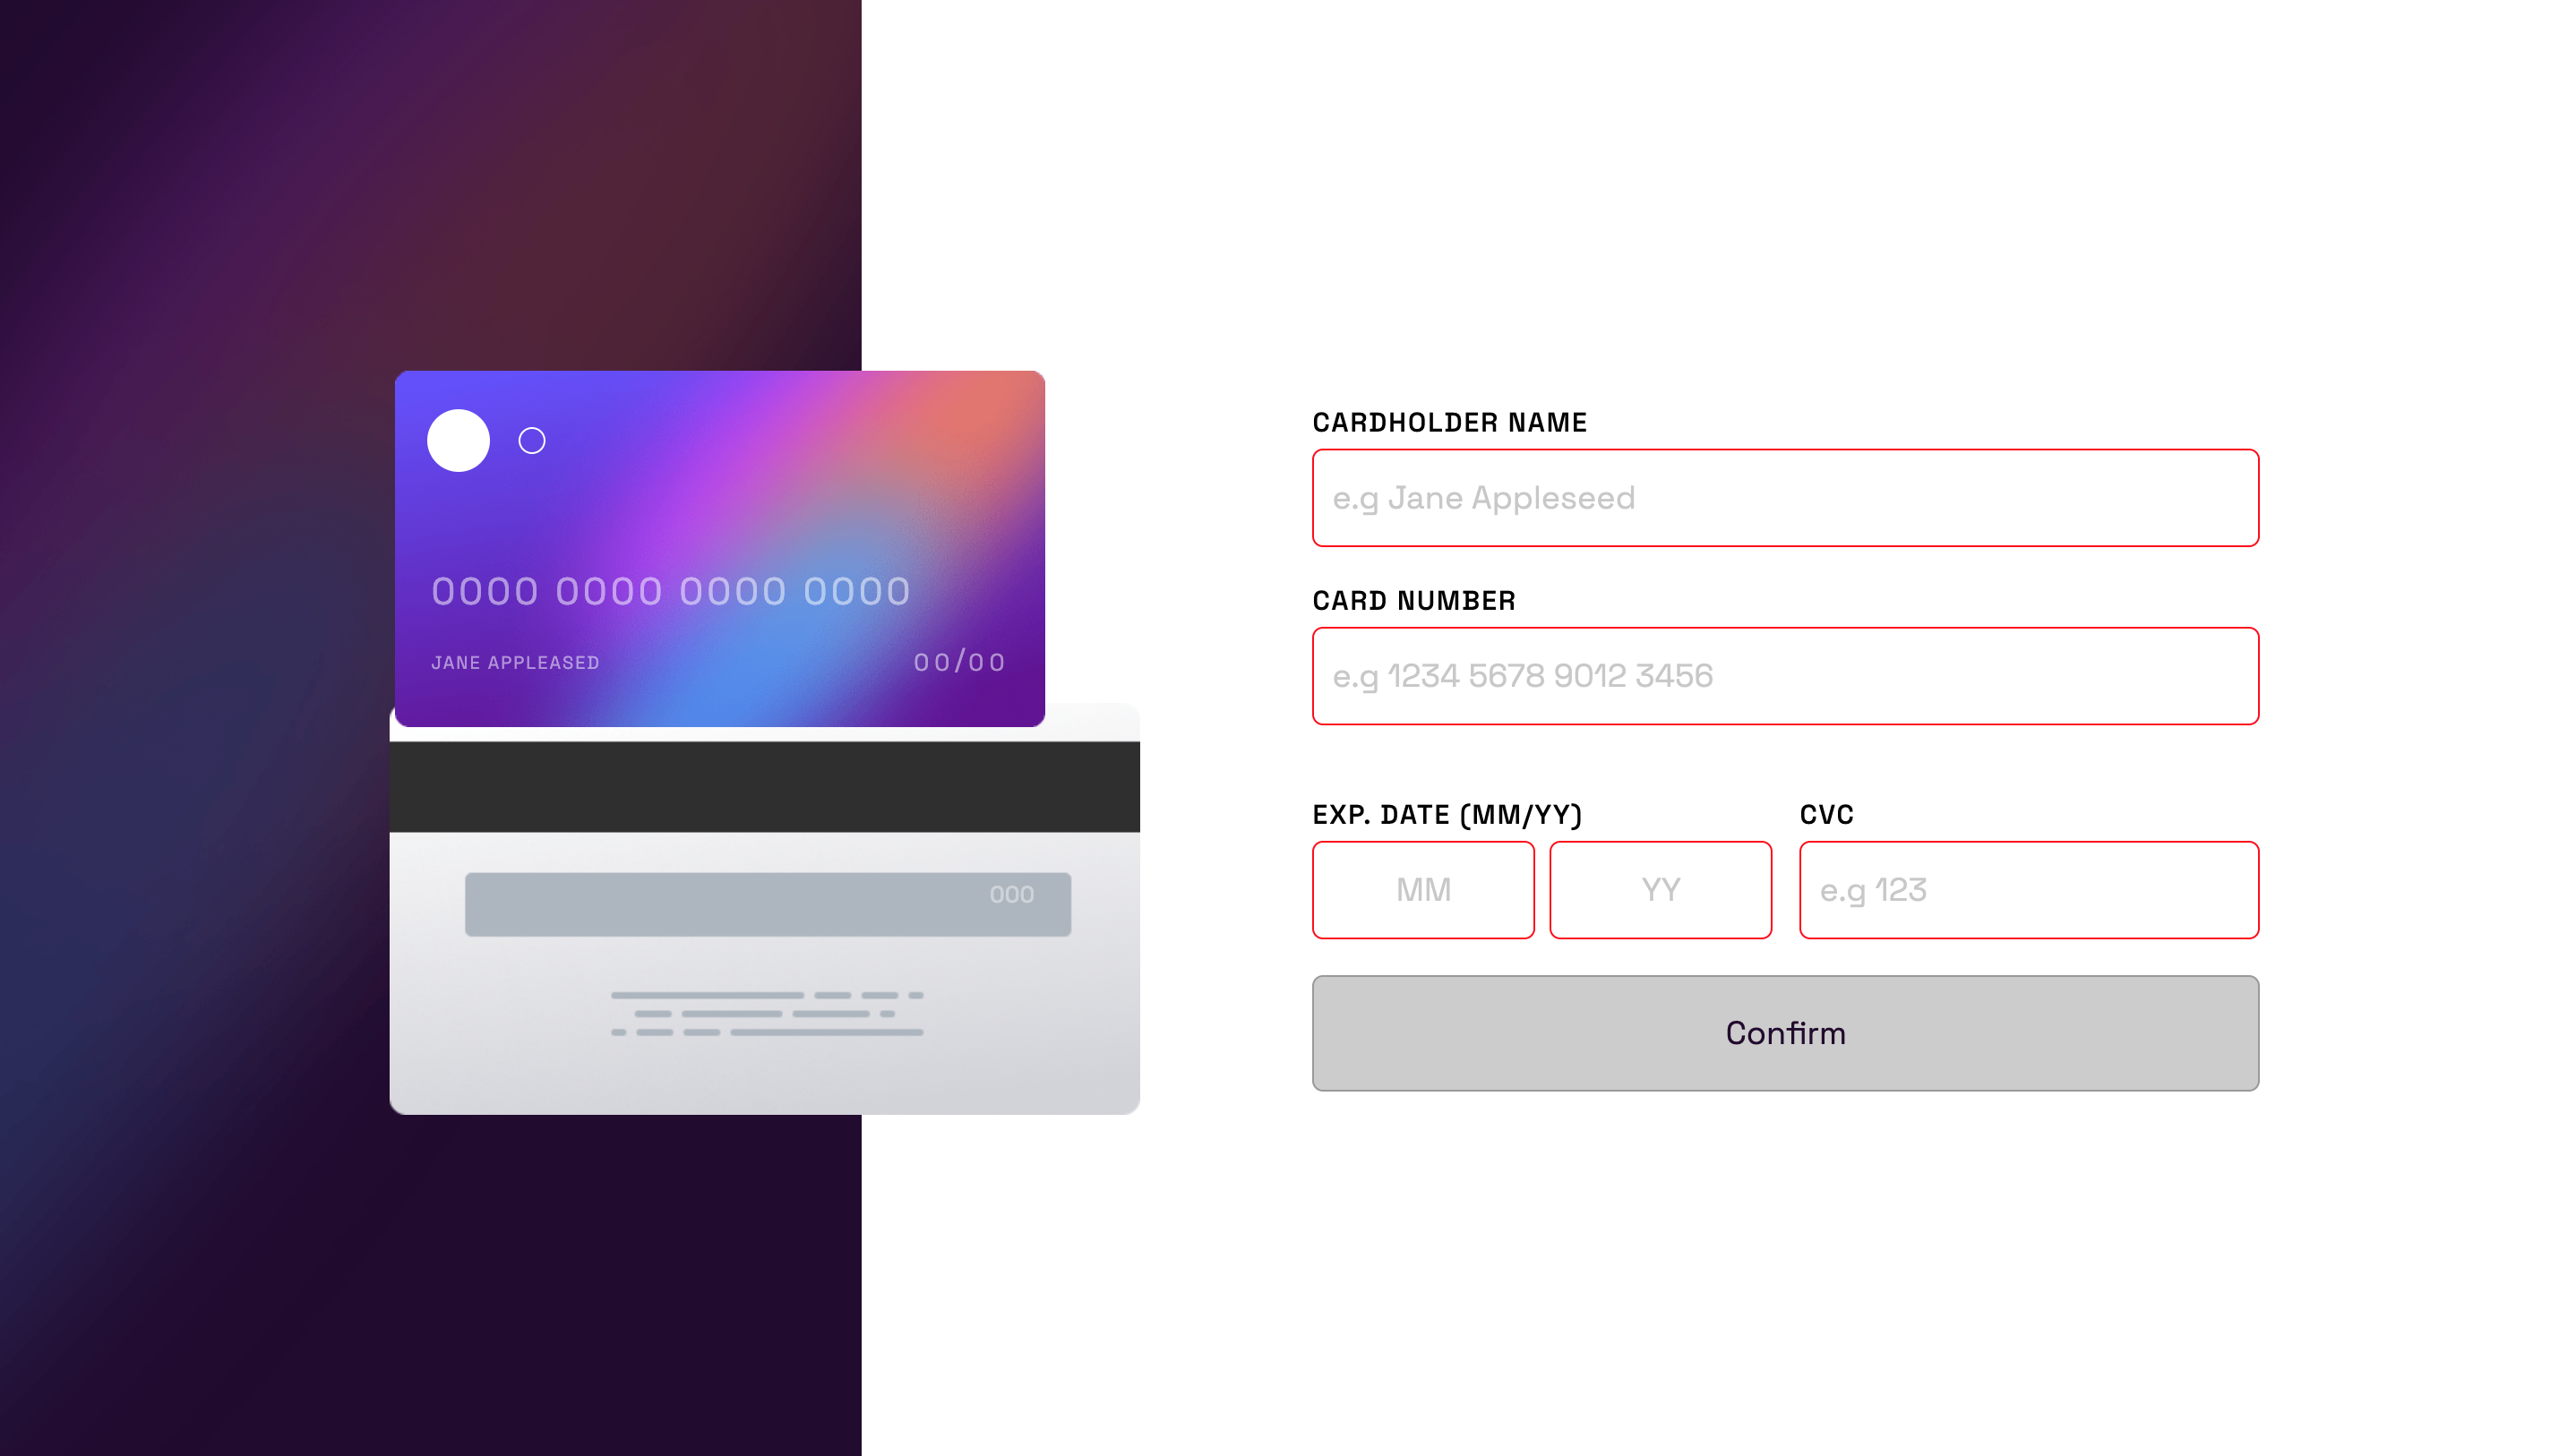 0000 0000 0000 0000
JANE APPLEASED 00/00
000
CARDHOLDER NAME
e.g Jane Appleseed
CARD NUMBER
e.g 1234 5678 9012 3456
EXP. DATE (MM/YY) CVC
MM YY e.g 123
Confirm